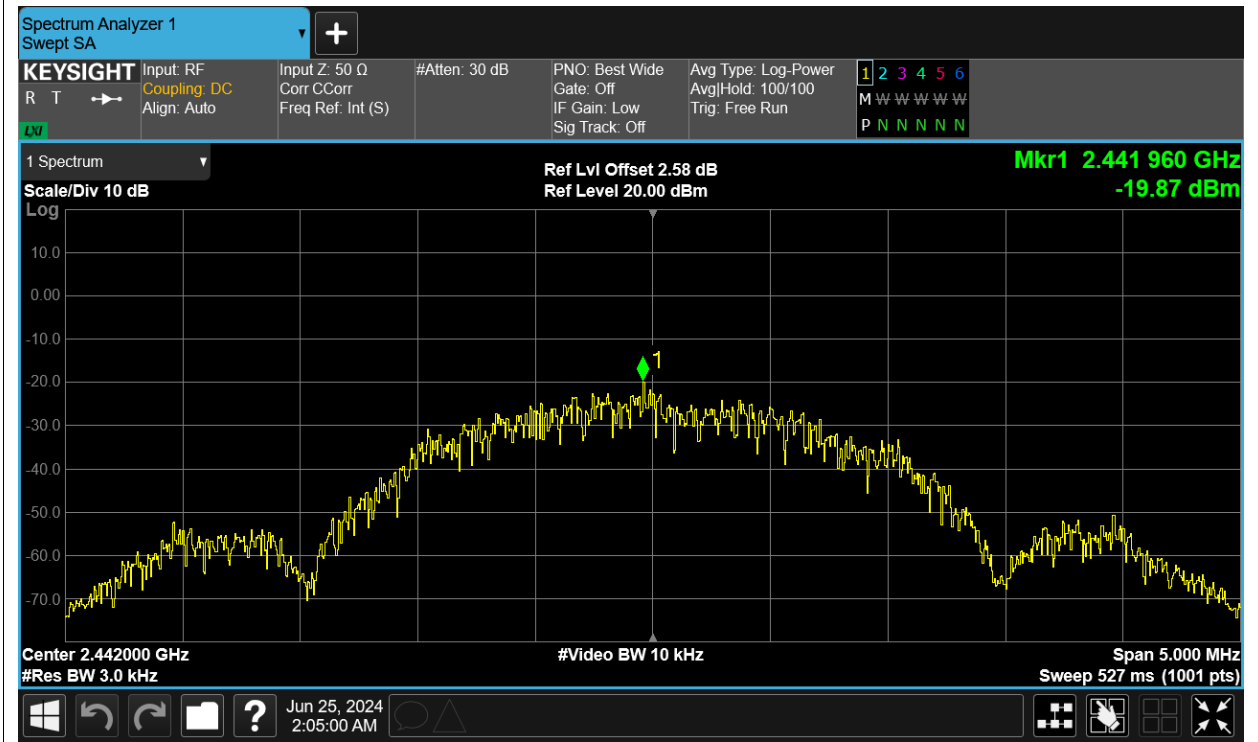 Spectrum Analyzer 1
Swept SA
+
KEYSIGHT
R T
LXI
Input: RF
Coupling: DC
Align: Auto
Input Z: 50 Ω
Corr CCorr
Freq Ref: Int (S)
#Atten: 30 dB
PNO: Best Wide
Gate: Off
IF Gain: Low
Sig Track: Off
Avg Type: Log-Power
Avg|Hold: 100/100
Trig: Free Run
1 2 3 4 5 6
M W W W W W
P N N N N N
1 Spectrum
Scale/Div 10 dB
Log
Ref Lvl Offset 2.58 dB
Ref Level 20.00 dBm
Mkr1 2.441 960 GHz
-19.87 dBm
10.0
0.00
-10.0
1
-20.0
-30.0
-40.0
-50.0
-60.0
-70.0
Center 2.442000 GHz
#Video BW 10 kHz
Span 5.000 MHz
#Res BW 3.0 kHz
Sweep 527 ms (1001 pts)
?
Jun 25, 2024
2:05:00 AM